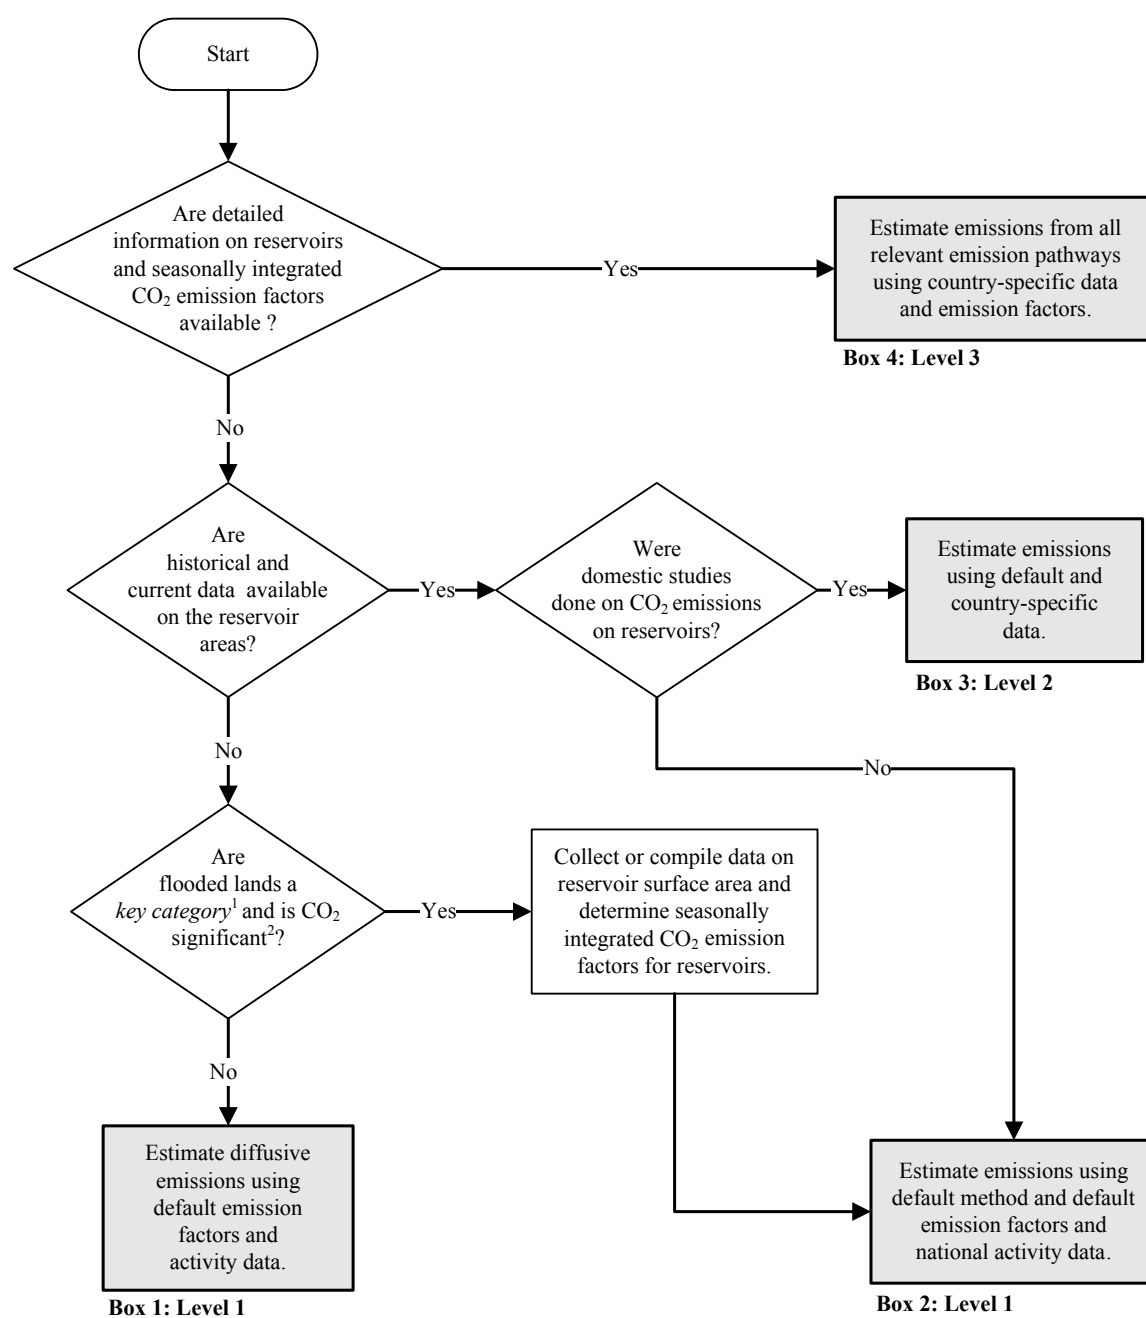 Start
Are detailed
information on reservoirs
and seasonally integrated
CO₂ emission factors
available ?
Yes
Estimate emissions from all
relevant emission pathways
using country-specific data
and emission factors.
Box 4: Level 3
No
Are
historical and
current data available
on the reservoir
areas?
Yes
Were
domestic studies
done on CO₂ emissions
on reservoirs?
Yes
Estimate emissions
using default and
country-specific
data.
Box 3: Level 2
No
No
Are
flooded lands a
key category¹ and is CO₂
significant²?
Yes
Collect or compile data on
reservoir surface area and
determine seasonally
integrated CO₂ emission
factors for reservoirs.
No
Estimate diffusive
emissions using
default emission
factors and
activity data.
Box 1: Level 1
Estimate emissions using
default method and default
emission factors and
national activity data.
Box 2: Level 1